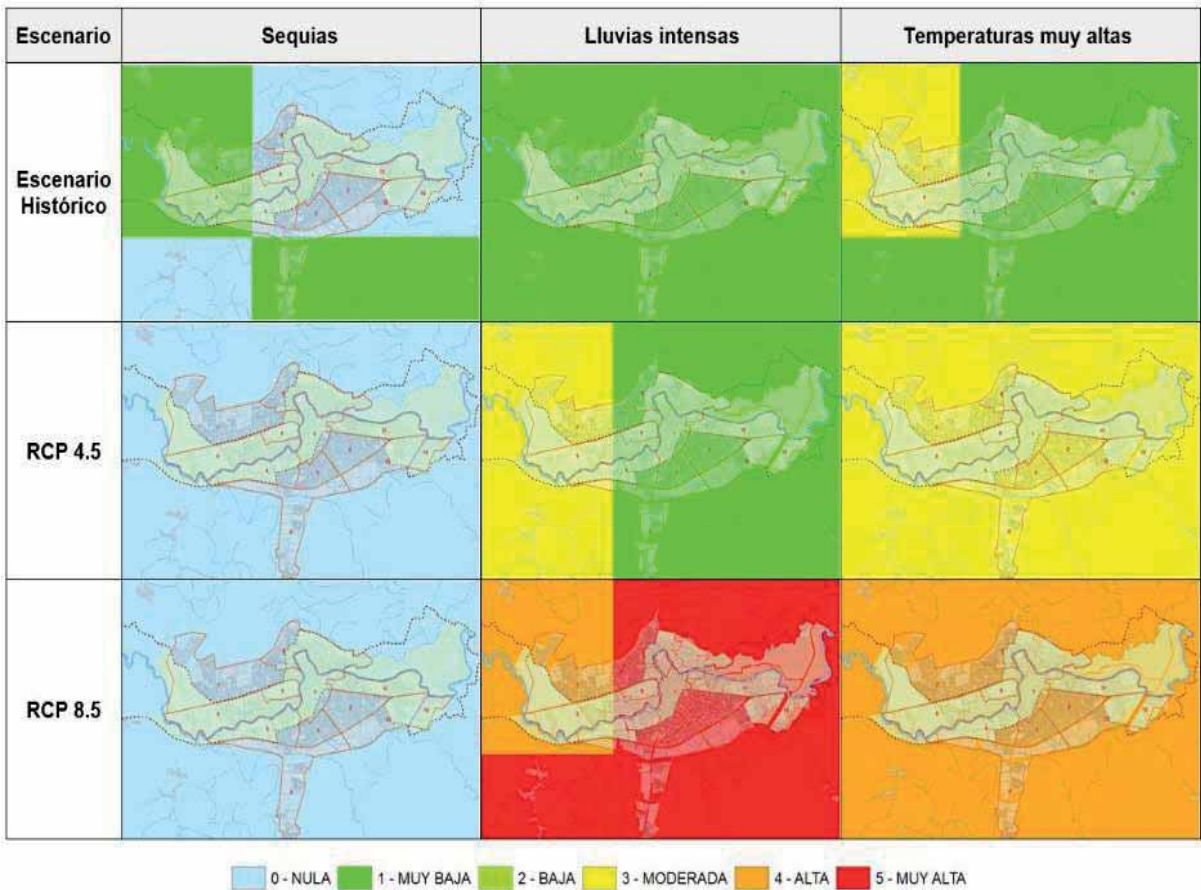 Escenario
Sequias
Lluvias intensas
Temperaturas muy altas
Escenario
Histórico
RCP 4.5
RCP 8.5
0 - NULA
1 - MUY BAJA
2 - BAJA
3 - MODERADA
4 - ALTA
5 - MUY ALTA